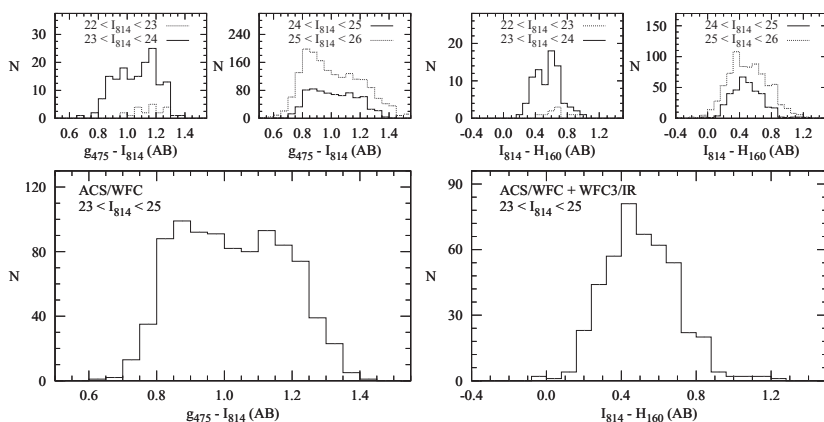 22 < I814 < 23
23 < I814 < 24
30
20
10
0
N
0.6 0.8 1.0 1.2 1.4
g475 - I814 (AB)
24 < I814 < 25
25 < I814 < 26
240
160
80
0
N
0.6 0.8 1.0 1.2 1.4
g475 - I814 (AB)
22 < I814 < 23
23 < I814 < 24
28
20
10
0
N
-0.4 0.0 0.4 0.8 1.2
I814 - H160 (AB)
24 < I814 < 25
25 < I814 < 26
150
100
50
0
N
-0.4 0.0 0.4 0.8 1.2
I814 - H160 (AB)
ACS/WFC
23 < I814 < 25
120
80
40
0
N
0.6 0.8 1.0 1.2 1.4
g475 - I814 (AB)
ACS/WFC + WFC3/IR
23 < I814 < 25
90
60
30
0
N
-0.4 0.0 0.4 0.8 1.2
I814 - H160 (AB)